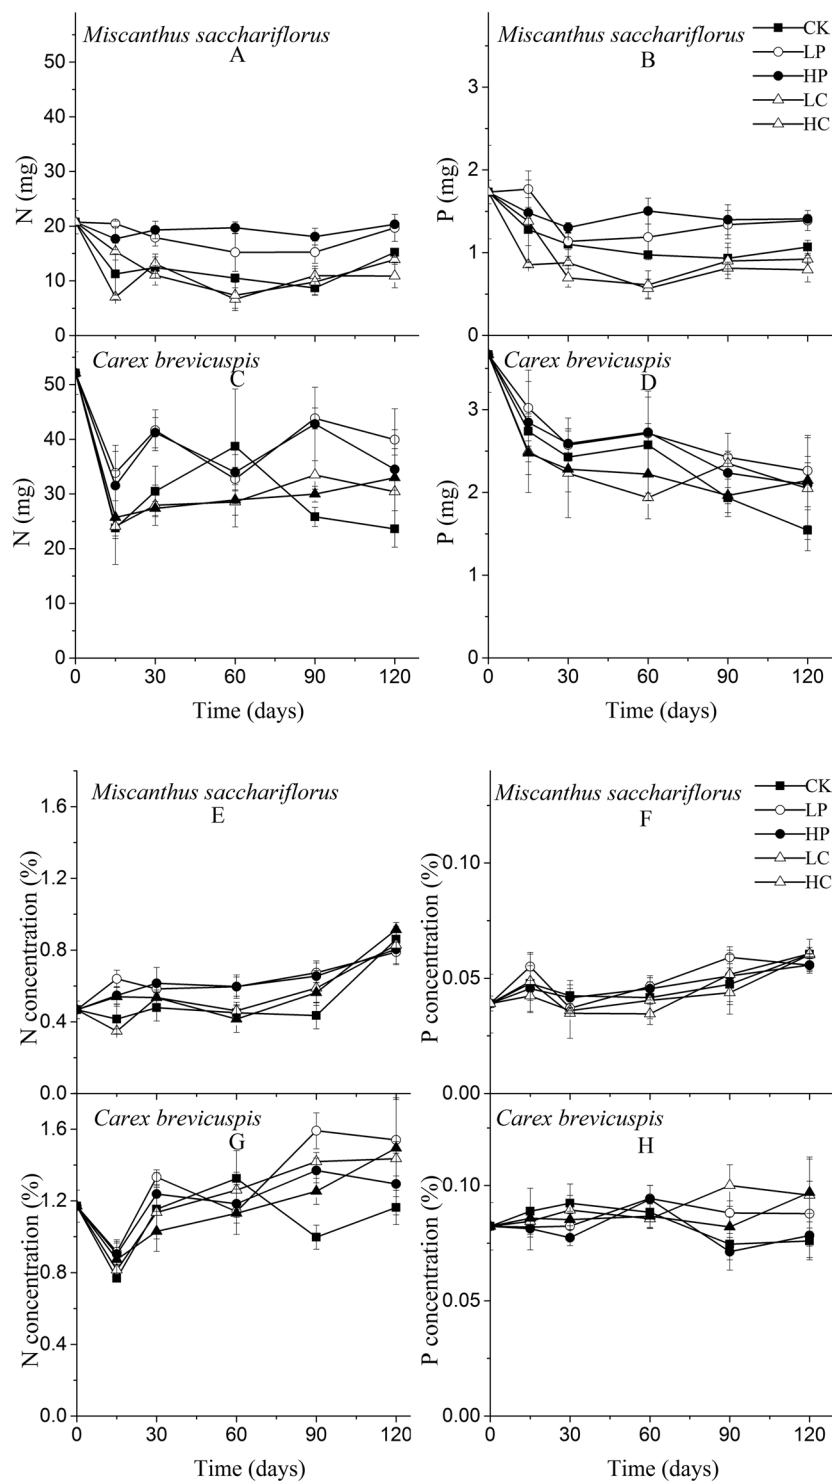 Miscanthus sacchariflorus
A
N (mg)
50
40
30
20
10
0
Miscanthus sacchariflorus
B
CK
LP
HP
LC
HC
P (mg)
3
2
1
0
Carex brevicuspis
C
N (mg)
50
40
30
20
10
0
0 30 60 90 120
Time (days)
Carex brevicuspis
D
P (mg)
3
2
1
0
0 30 60 90 120
Time (days)
Miscanthus sacchariflorus
E
N concentration (%)
1.6
1.2
0.8
0.4
0.0
Miscanthus sacchariflorus
F
CK
LP
HP
LC
HC
P concentration (%)
0.10
0.05
0.00
Carex brevicuspis
G
N concentration (%)
1.6
1.2
0.8
0.4
0.0
0 30 60 90 120
Time (days)
Carex brevicuspis
H
P concentration (%)
0.10
0.05
0.00
0 30 60 90 120
Time (days)